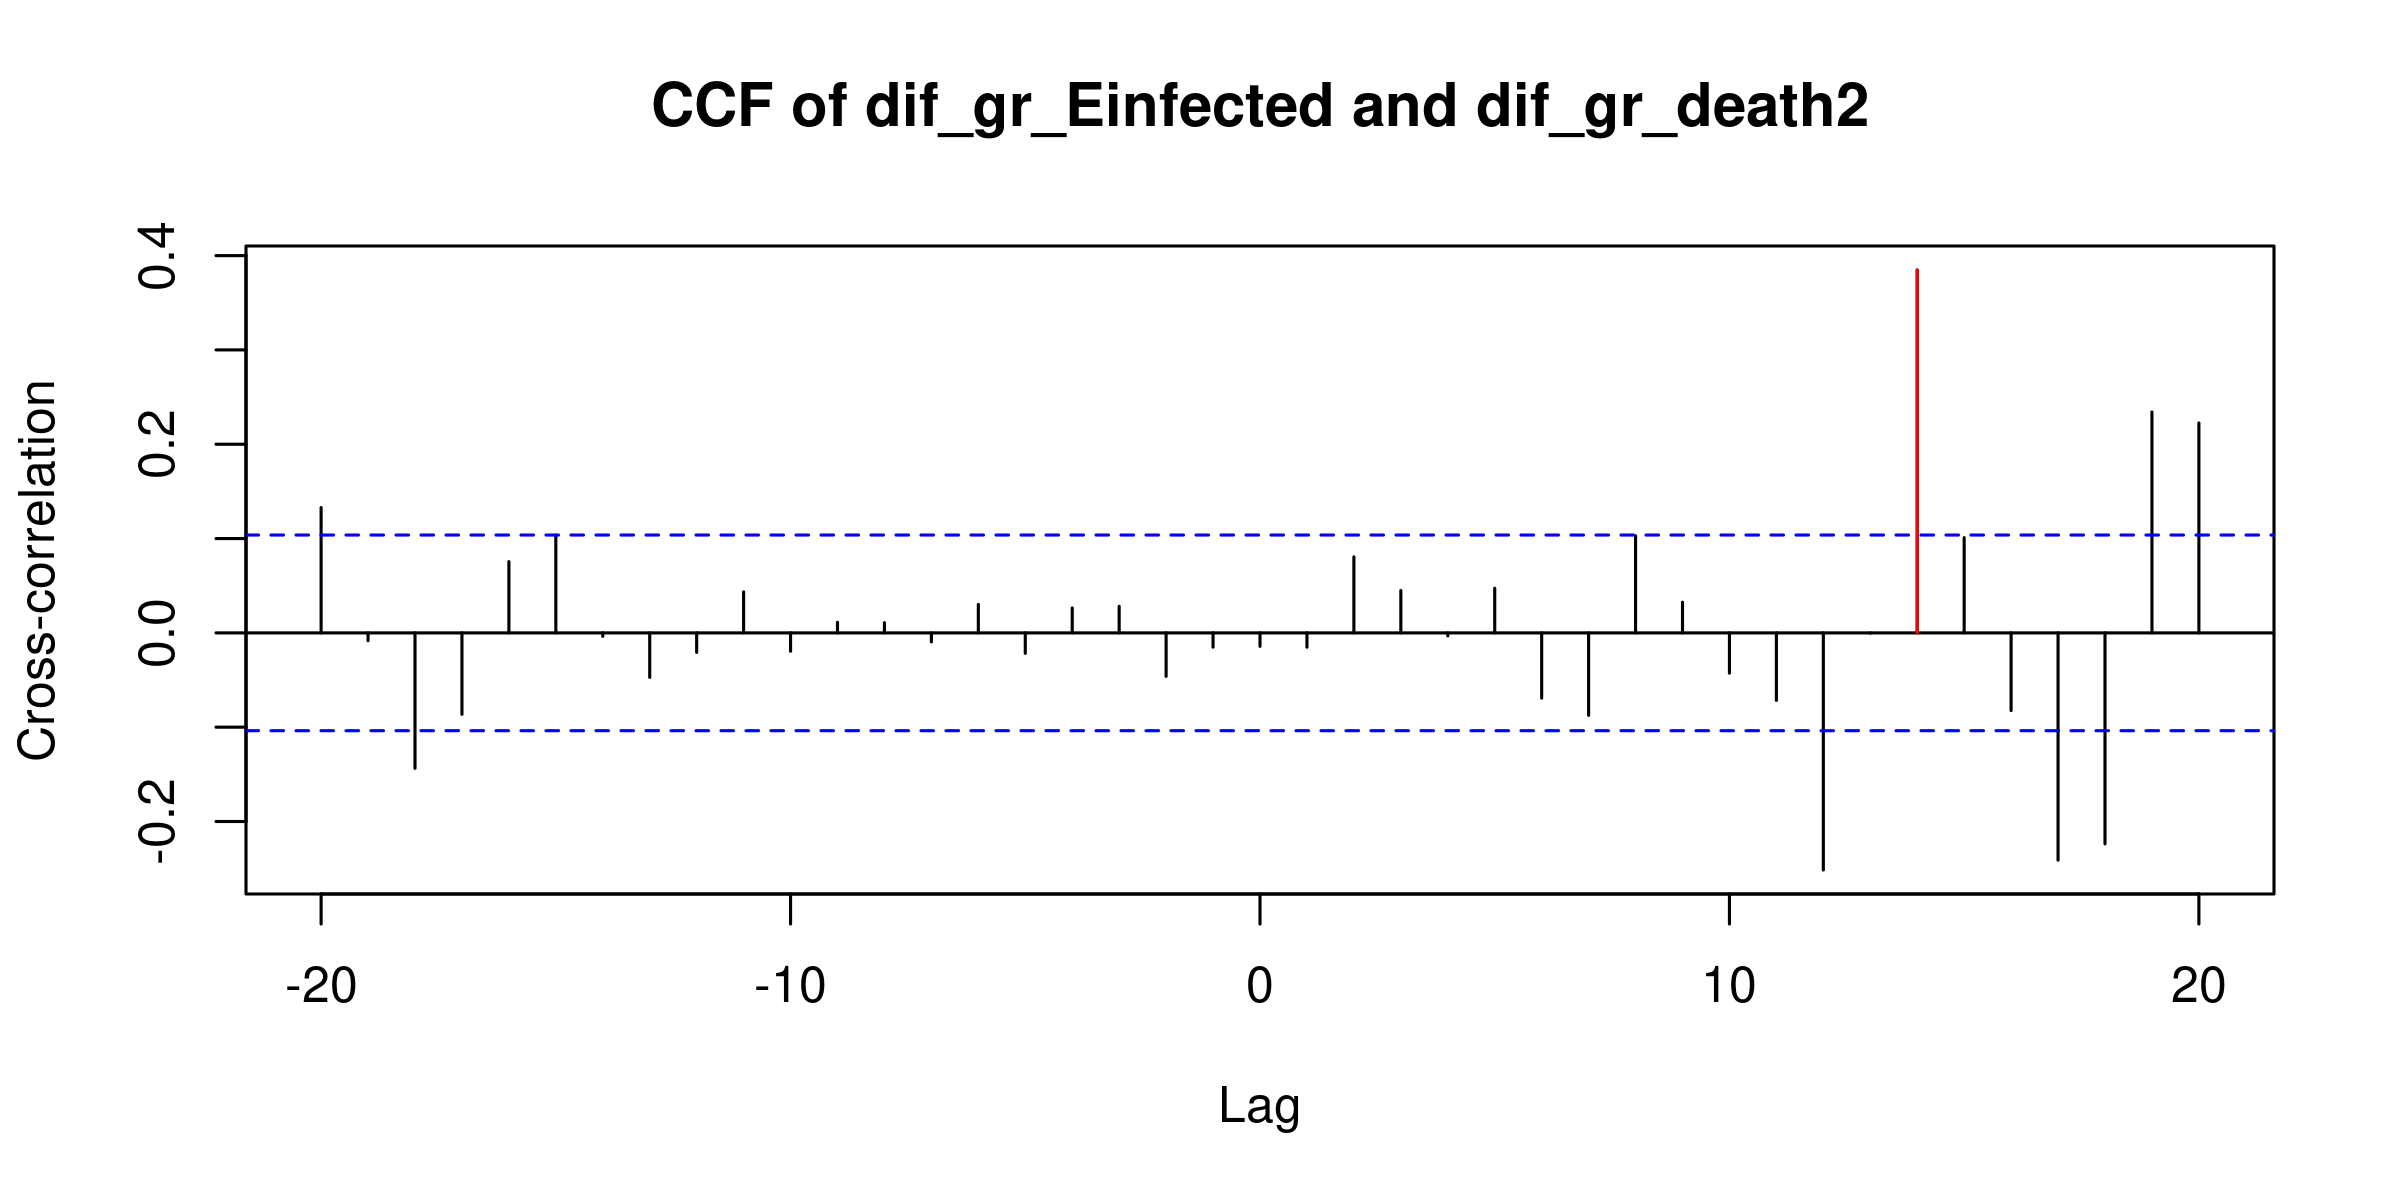 CCF of dif_gr_Einfected and dif_gr_death2
Cross-correlation
0.4
0.2
0.0
-0.2
-20 -10 0 10 20
Lag